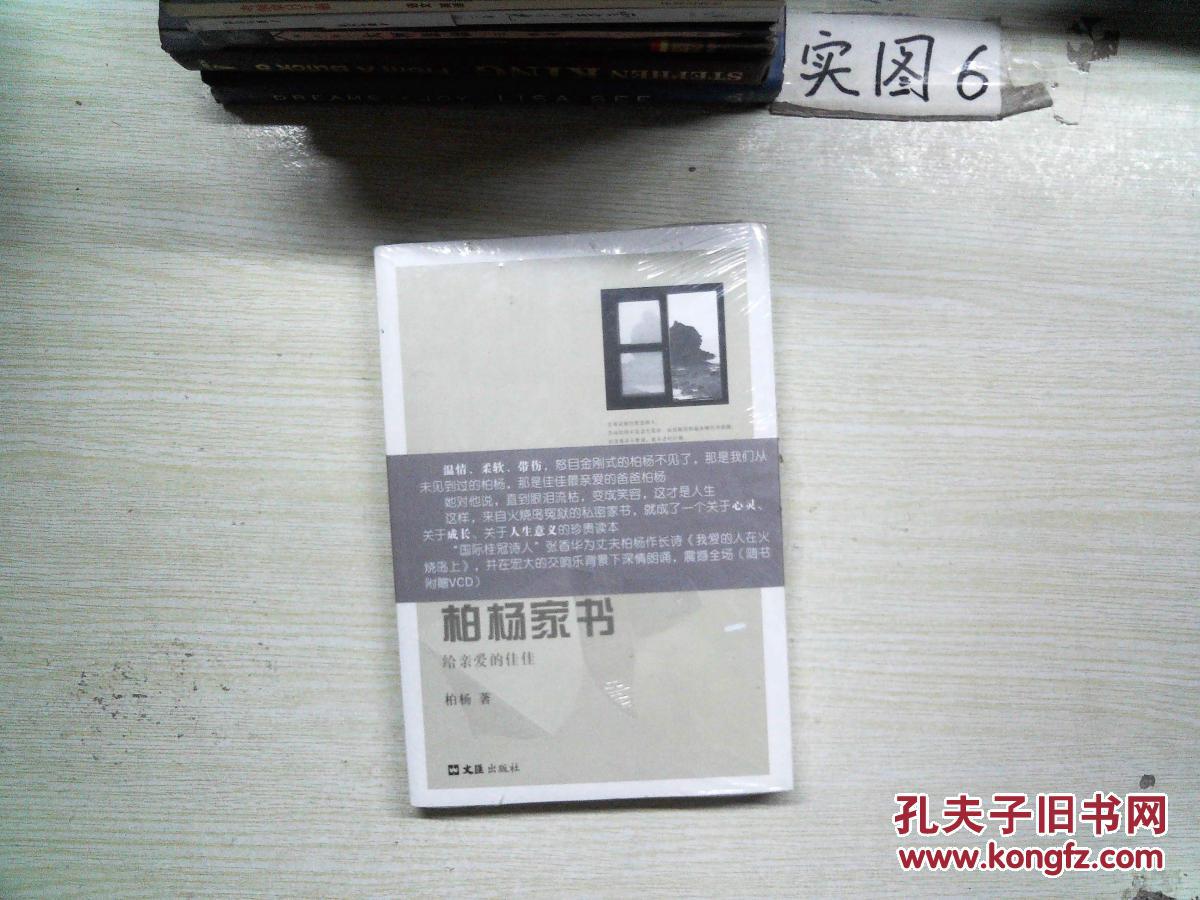 STEPHEN KING
LISA SEE
实图6
温情、柔软、带伤，怒目金刚式的柏杨不见了，那是我们从
未见到过的柏杨，那是佳佳最亲爱的爸爸柏杨
她对他说，直到眼泪流枯，变成笑容，这才是人生
这样，来自火烧岛冤狱的私密家书，就成了一个关于心灵、
关于成长、关于人生意义的珍贵读本
“国际桂冠诗人”张香华为丈夫柏杨作长诗《我爱的人在火
烧岛上》，并在宏大的交响乐背景下深情朗诵，震撼全场（随书
附赠VCD）
柏杨家书
给亲爱的佳佳
柏杨 著
文匯出版社
孔夫子旧书网
www.kongfz.com